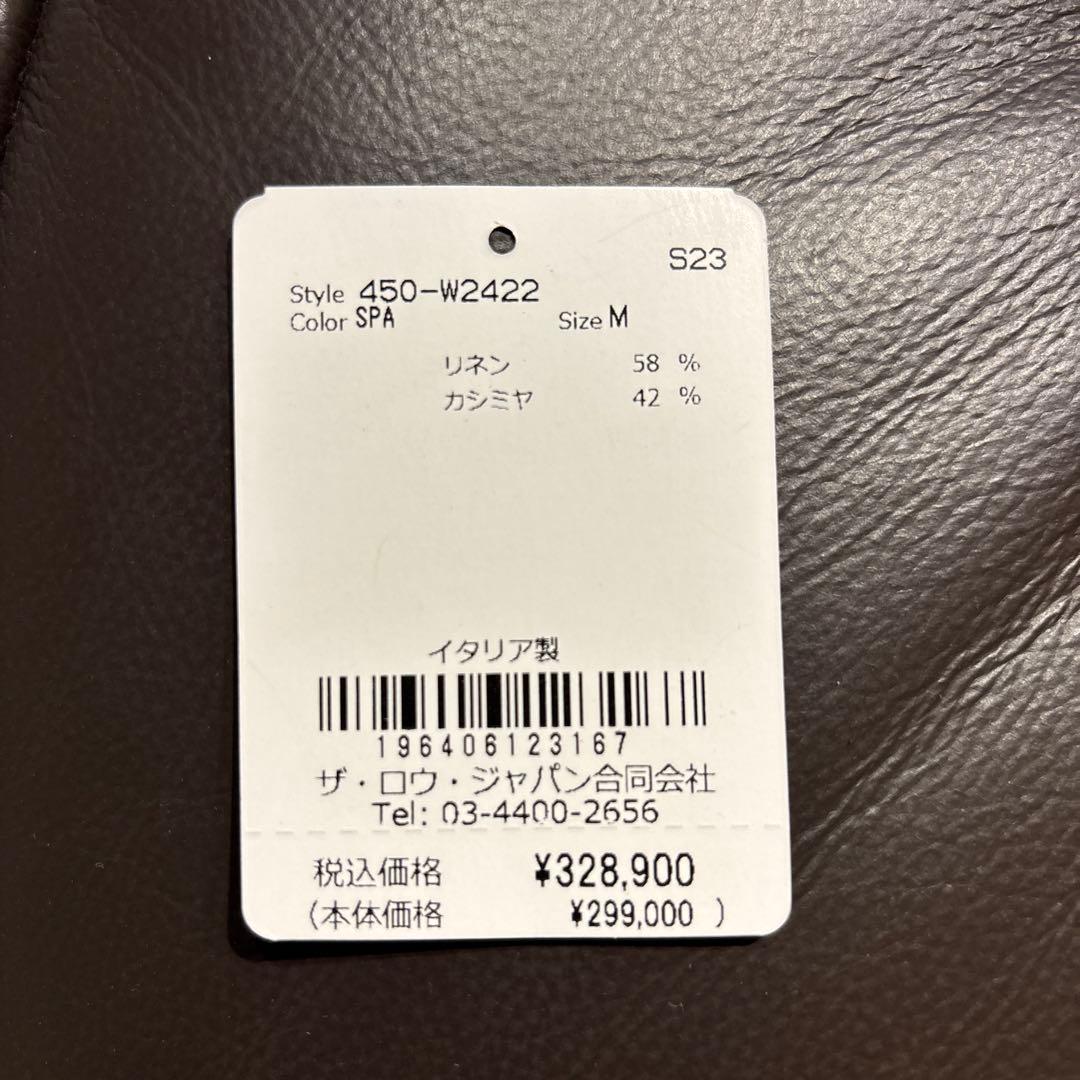 S23
Style 450-W2422
Color SPA Size M
リネン 58 %
カシミヤ 42 %
イタリア製
196406123167
ザ・ロウ・ジャパン合同会社
Tel: 03-4400-2656
税込価格 ¥328,900
(本体価格 ¥299,000 )